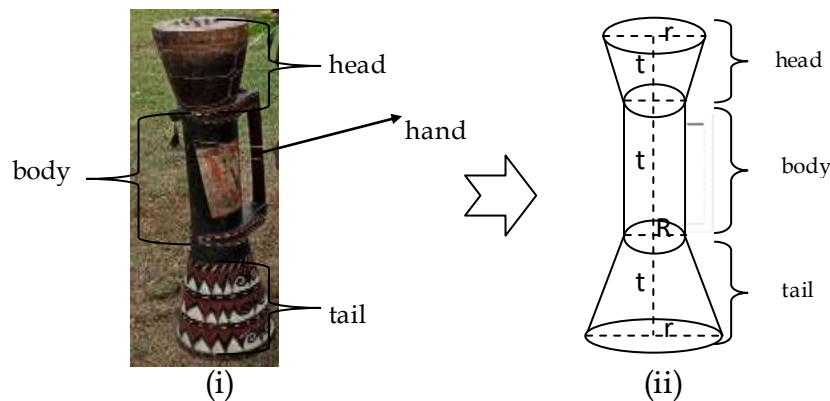 head
hand
body
tail
(i)
r
t
head
t
body
R
t
tail
r
(ii)